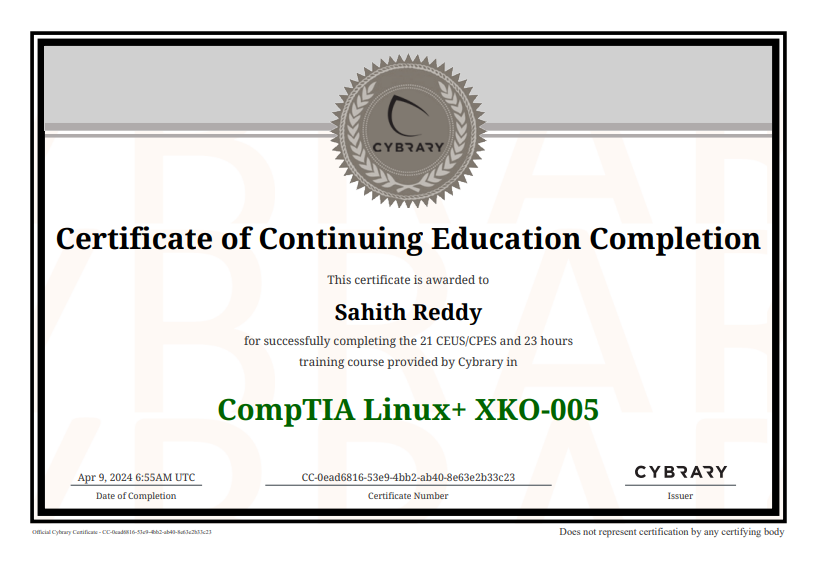 CYBRARY
Certificate of Continuing Education Completion
This certificate is awarded to
Sahith Reddy
for successfully completing the 21 CEUS/CPES and 23 hours
training course provided by Cybrary in
CompTIA Linux+ XKO-005
Apr 9, 2024 6:55AM UTC
Date of Completion
CC-0ead6816-53e9-4bb2-ab40-8e63e2b33c23
Certificate Number
CYBRARY
Issuer
Official Cybrary Certificate - CC-0ead6816-53e9-4bb2-ab40-8e63e2b33c23
Does not represent certification by any certifying body